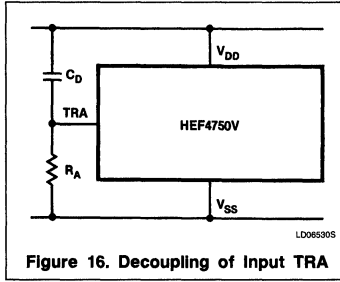 V_DD
C_D
TRA
HEF4750V
R_A
V_SS
LD06530S
Figure 16. Decoupling of Input TRA